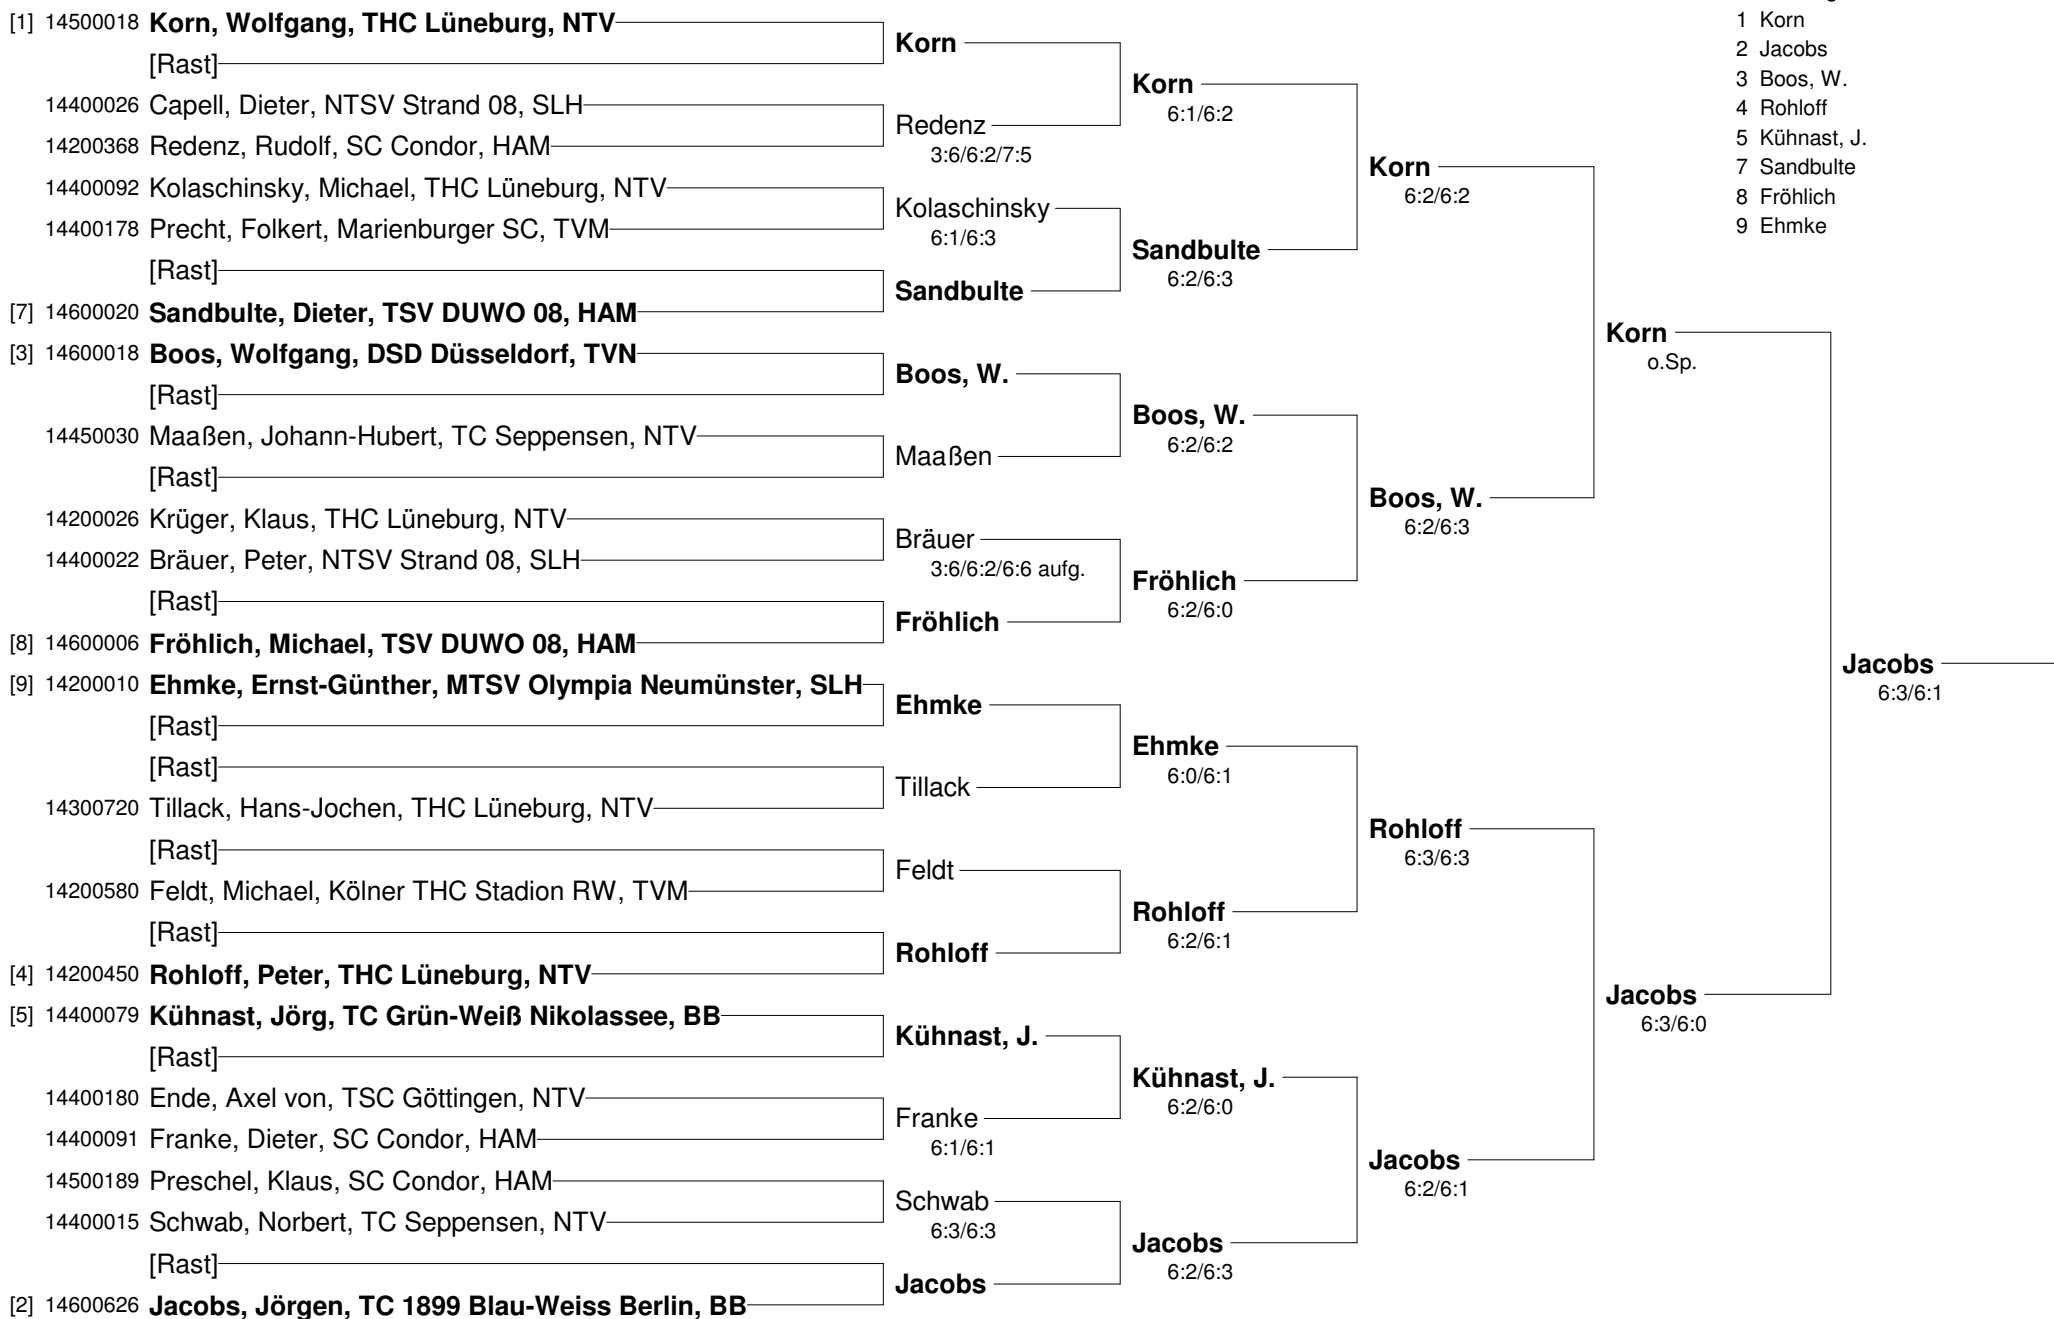 [1] 14500018 Korn, Wolfgang, THC Lüneburg, NTV
[Rast]
14400026 Capell, Dieter, NTSV Strand 08, SLH
14200368 Redenz, Rudolf, SC Condor, HAM
14400092 Kolaschinsky, Michael, THC Lüneburg, NTV
14400178 Precht, Folkert, Marienburger SC, TVM
[Rast]
[7] 14600020 Sandbulte, Dieter, TSV DUWO 08, HAM
[3] 14600018 Boos, Wolfgang, DSD Düsseldorf, TVN
[Rast]
14450030 Maaßen, Johann-Hubert, TC Seppensen, NTV
[Rast]
14200026 Krüger, Klaus, THC Lüneburg, NTV
14400022 Bräuer, Peter, NTSV Strand 08, SLH
[Rast]
[8] 14600006 Fröhlich, Michael, TSV DUWO 08, HAM
[9] 14200010 Ehmke, Ernst-Günther, MTSV Olympia Neumünster, SLH
[Rast]
[Rast]
14300720 Tillack, Hans-Jochen, THC Lüneburg, NTV
[Rast]
14200580 Feldt, Michael, Kölner THC Stadion RW, TVM
[Rast]
[4] 14200450 Rohloff, Peter, THC Lüneburg, NTV
[5] 14400079 Kühnast, Jörg, TC Grün-Weiß Nikolassee, BB
[Rast]
14400180 Ende, Axel von, TSC Göttingen, NTV
14400091 Franke, Dieter, SC Condor, HAM
14500189 Preschel, Klaus, SC Condor, HAM
14400015 Schwab, Norbert, TC Seppensen, NTV
[Rast]
[2] 14600626 Jacobs, Jörgen, TC 1899 Blau-Weiss Berlin, BB
Korn
Redenz
3:6/6:2/7:5
Kolaschinsky
6:1/6:3
Sandbulte
Boos, W.
Maaßen
Bräuer
3:6/6:2/6:6 aufg.
Fröhlich
Ehmke
Tillack
Feldt
Rohloff
Kühnast, J.
Franke
6:1/6:1
Schwab
6:3/6:3
Jacobs
Korn
6:1/6:2
Sandbulte
6:2/6:3
Boos, W.
6:2/6:2
Fröhlich
6:2/6:0
Ehmke
6:0/6:1
Rohloff
6:2/6:1
Kühnast, J.
6:2/6:0
Jacobs
6:2/6:3
Korn
6:2/6:2
Boos, W.
6:2/6:3
Rohloff
6:3/6:3
Jacobs
6:2/6:1
Korn
o.Sp.
Jacobs
6:3/6:0
Jacobs
6:3/6:1
1 Korn
2 Jacobs
3 Boos, W.
4 Rohloff
5 Kühnast, J.
7 Sandbulte
8 Fröhlich
9 Ehmke